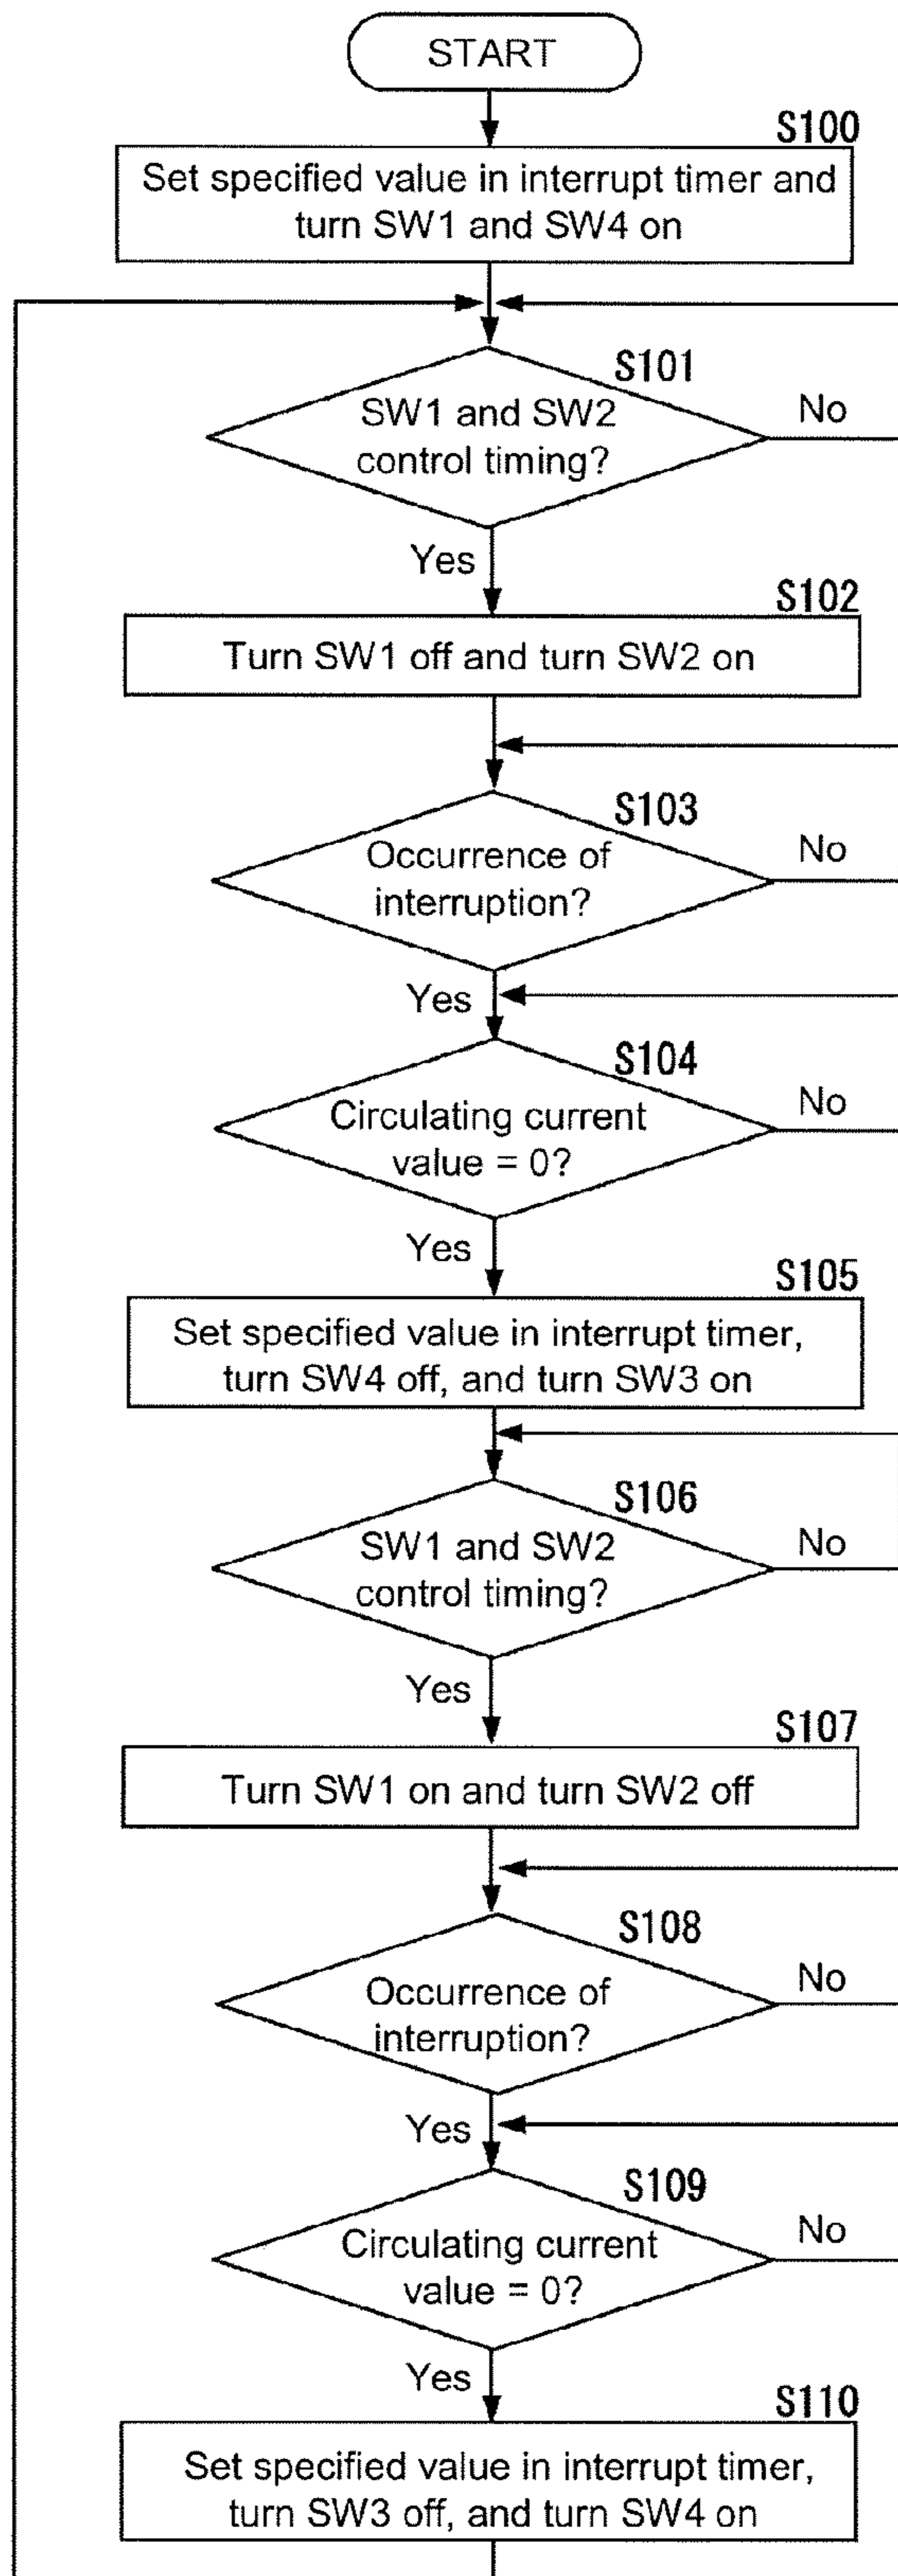 START
S100
Set specified value in interrupt timer and
turn SW1 and SW4 on
S101
SW1 and SW2
control timing?
No
Yes
S102
Turn SW1 off and turn SW2 on
S103
Occurrence of
interruption?
No
Yes
S104
Circulating current
value = 0?
No
Yes
S105
Set specified value in interrupt timer,
turn SW4 off, and turn SW3 on
S106
SW1 and SW2
control timing?
No
Yes
S107
Turn SW1 on and turn SW2 off
S108
Occurrence of
interruption?
No
Yes
S109
Circulating current
value = 0?
No
Yes
S110
Set specified value in interrupt timer,
turn SW3 off, and turn SW4 on